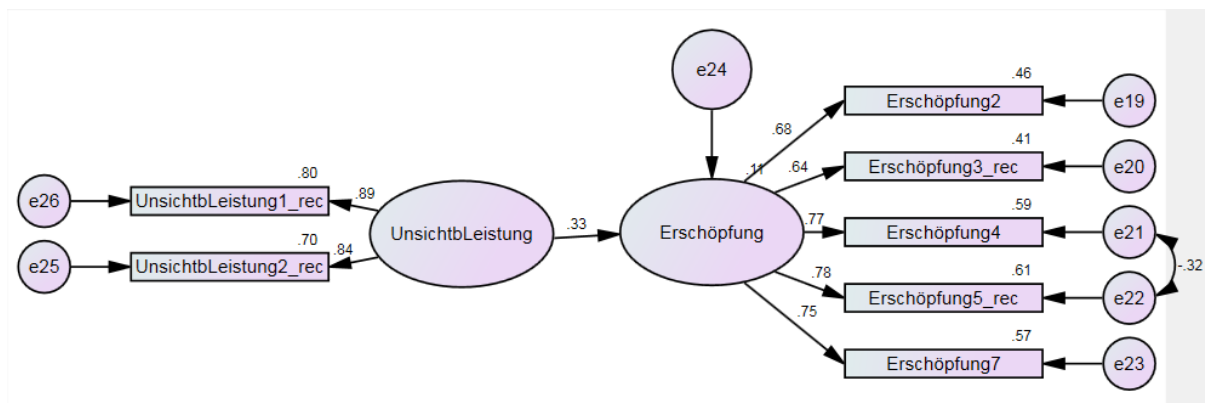 e24
.46
Erschöpfung2
e19
.68
.41
.11
.64
Erschöpfung3_rec
e20
.80
e26
UnsichtbLeistung1_rec
.89
.59
UnsichtbLeistung
.33
Erschöpfung
.77
Erschöpfung4
e21
.70
e25
UnsichtbLeistung2_rec
.84
-.32
.61
.78
Erschöpfung5_rec
e22
.75
.57
Erschöpfung7
e23